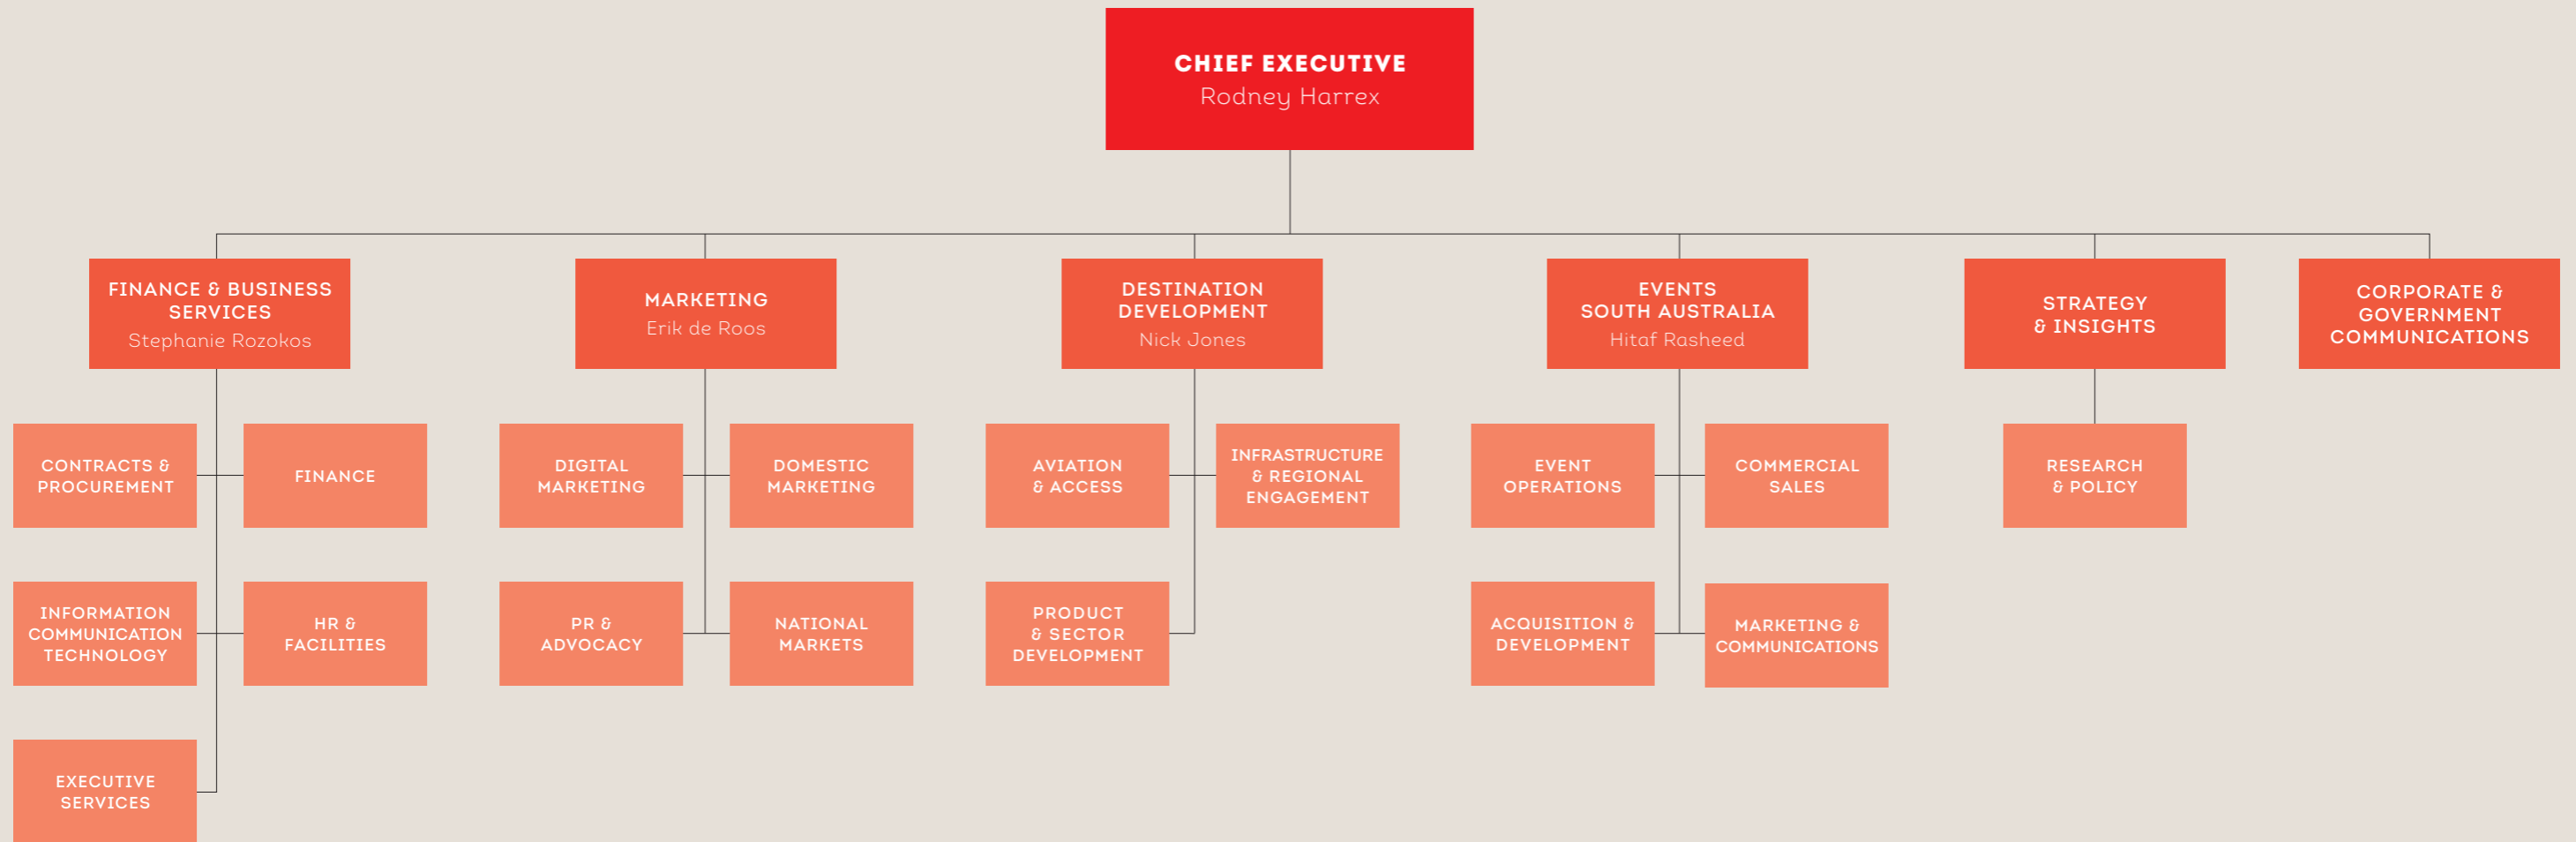 CHIEF EXECUTIVE
Rodney Harrex
FINANCE & BUSINESS
SERVICES
Stephanie Rozokos
MARKETING
Erik de Roos
DESTINATION
DEVELOPMENT
Nick Jones
EVENTS
SOUTH AUSTRALIA
Hitaf Rasheed
STRATEGY
& INSIGHTS
CORPORATE &
GOVERNMENT
COMMUNICATIONS
CONTRACTS &
PROCUREMENT
FINANCE
DIGITAL
MARKETING
DOMESTIC
MARKETING
AVIATION
& ACCESS
INFRASTRUCTURE
& REGIONAL
ENGAGEMENT
EVENT
OPERATIONS
COMMERCIAL
SALES
RESEARCH
& POLICY
INFORMATION
COMMUNICATION
TECHNOLOGY
HR &
FACILITIES
PR &
ADVOCACY
NATIONAL
MARKETS
PRODUCT
& SECTOR
DEVELOPMENT
ACQUISITION &
DEVELOPMENT
MARKETING &
COMMUNICATIONS
EXECUTIVE
SERVICES